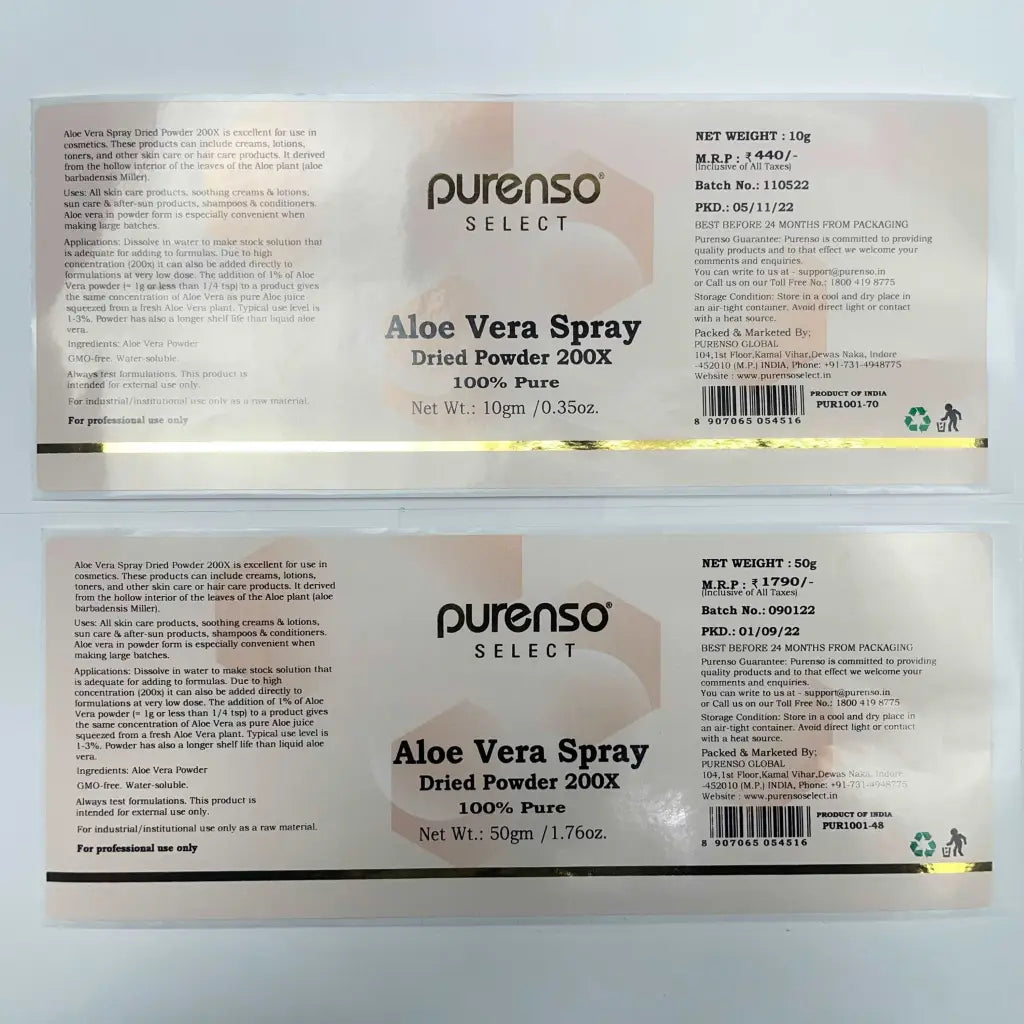 Aloe Vera Spray Dried Powder 200X is excellent for use in
cosmetics. These products can include creams, lotions,
toners, and other skin care or hair care products. It derived
from the hollow interior of the leaves of the Aloe plant (aloe
barbadensis Miller).
Uses: All skin care products, soothing creams & lotions,
sun care & after-sun products, shampoos & conditioners.
Aloe vera in powder form is especially convenient when
making large batches.
Applications: Dissolve in water to make stock solution that
is adequate for adding to formulas. Due to high
concentration (200x) it can also be added directly to
formulations at very low dose. The addition of 1% of Aloe
Vera powder (= 1g or less than 1/4 tsp) to a product gives
the same concentration of Aloe Vera as pure Aloe juice
squeezed from a fresh Aloe Vera plant. Typical use level is
1-3%. Powder has also a longer shelf life than liquid aloe
vera.
Ingredients: Aloe Vera Powder
GMO-free. Water-soluble.
Always test formulations. This product is
intended for external use only.
For industrial/institutional use only as a raw material.
For professional use only
purenso®
SELECT
Aloe Vera Spray
Dried Powder 200X
100% Pure
Net Wt.: 10gm /0.35oz.
NET WEIGHT : 10g
M.R.P : ₹ 440/-
(Inclusive of All Taxes)
Batch No.: 110522
PKD.: 05/11/22
BEST BEFORE 24 MONTHS FROM PACKAGING
Purenso Guarantee: Purenso is committed to providing
quality products and to that effect we welcome your
comments and enquiries.
You can write to us at - support@purenso.in
or Call us on our Toll Free No.: 1800 419 8775
Storage Condition: Store in a cool and dry place in
an air-tight container. Avoid direct light or contact
with a heat source.
Packed & Marketed By;
PURENSO GLOBAL
104,1st Floor,Kamal Vihar,Dewas Naka, Indore
-452010 (M.P.) INDIA, Phone: +91-731-4948775
Website : www.purensoselect.in
8 907065 054516
PRODUCT OF INDIA
PUR1001-70
Aloe Vera Spray Dried Powder 200X is excellent for use in
cosmetics. These products can include creams, lotions,
toners, and other skin care or hair care products. It derived
from the hollow interior of the leaves of the Aloe plant (aloe
barbadensis Miller).
Uses: All skin care products, soothing creams & lotions,
sun care & after-sun products, shampoos & conditioners.
Aloe vera in powder form is especially convenient when
making large batches.
Applications: Dissolve in water to make stock solution that
is adequate for adding to formulas. Due to high
concentration (200x) it can also be added directly to
formulations at very low dose. The addition of 1% of Aloe
Vera powder (= 1g or less than 1/4 tsp) to a product gives
the same concentration of Aloe Vera as pure Aloe juice
squeezed from a fresh Aloe Vera plant. Typical use level is
1-3%. Powder has also a longer shelf life than liquid aloe
vera.
Ingredients: Aloe Vera Powder
GMO-free. Water-soluble.
Always test formulations. This product is
intended for external use only.
For industrial/institutional use only as a raw material.
For professional use only
purenso®
SELECT
Aloe Vera Spray
Dried Powder 200X
100% Pure
Net Wt.: 50gm /1.76oz.
NET WEIGHT : 50g
M.R.P : ₹ 1790/-
(Inclusive of All Taxes)
Batch No.: 090122
PKD.: 01/09/22
BEST BEFORE 24 MONTHS FROM PACKAGING
Purenso Guarantee: Purenso is committed to providing
quality products and to that effect we welcome your
comments and enquiries.
You can write to us at - support@purenso.in
or Call us on our Toll Free No.: 1800 419 8775
Storage Condition: Store in a cool and dry place in
an air-tight container. Avoid direct light or contact
with a heat source.
Packed & Marketed By;
PURENSO GLOBAL
104,1st Floor,Kamal Vihar,Dewas Naka, Indore
-452010 (M.P.) INDIA, Phone: +91-731-4948775
Website : www.purensoselect.in
8 907065 054516
PRODUCT OF INDIA
PUR1001-48